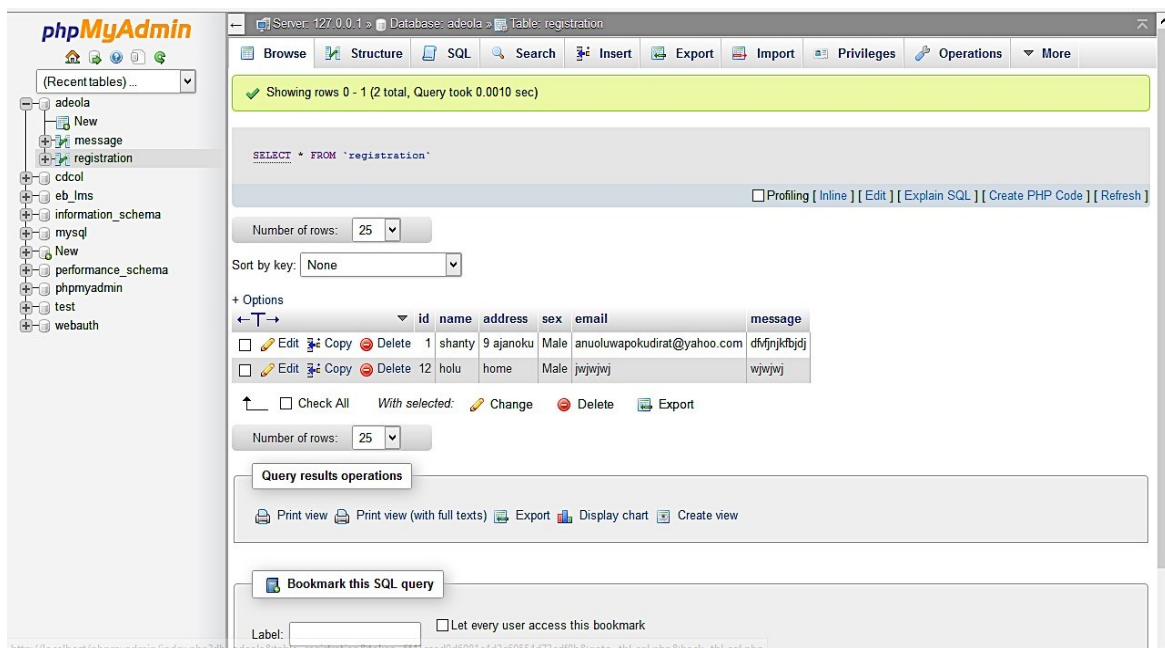 phpMyAdmin
(Recent tables) ...
adeola
New
message
registration
cdcol
eb_lms
information_schema
mysql
New
performance_schema
phpmyadmin
test
webauth
Server: 127.0.0.1 » Database: adeola » Table: registration
Browse Structure SQL Search Insert Export Import Privileges Operations More
Showing rows 0 - 1 (2 total, Query took 0.0010 sec)
SELECT * FROM `registration`
Profiling [ Inline ] [ Edit ] [ Explain SQL ] [ Create PHP Code ] [ Refresh ]
Number of rows: 25
Sort by key: None
+ Options
←T→ id name address sex email message
Edit Copy Delete 1 shanty 9 ajanoku Male anuoluwapokudirat@yahoo.com dfvfjnjkfbjdj
Edit Copy Delete 12 holu home Male jwjwjwj wjwjwj
Check All With selected: Change Delete Export
Number of rows: 25
Query results operations
Print view Print view (with full texts) Export Display chart Create view
Bookmark this SQL query
Label: Let every user access this bookmark